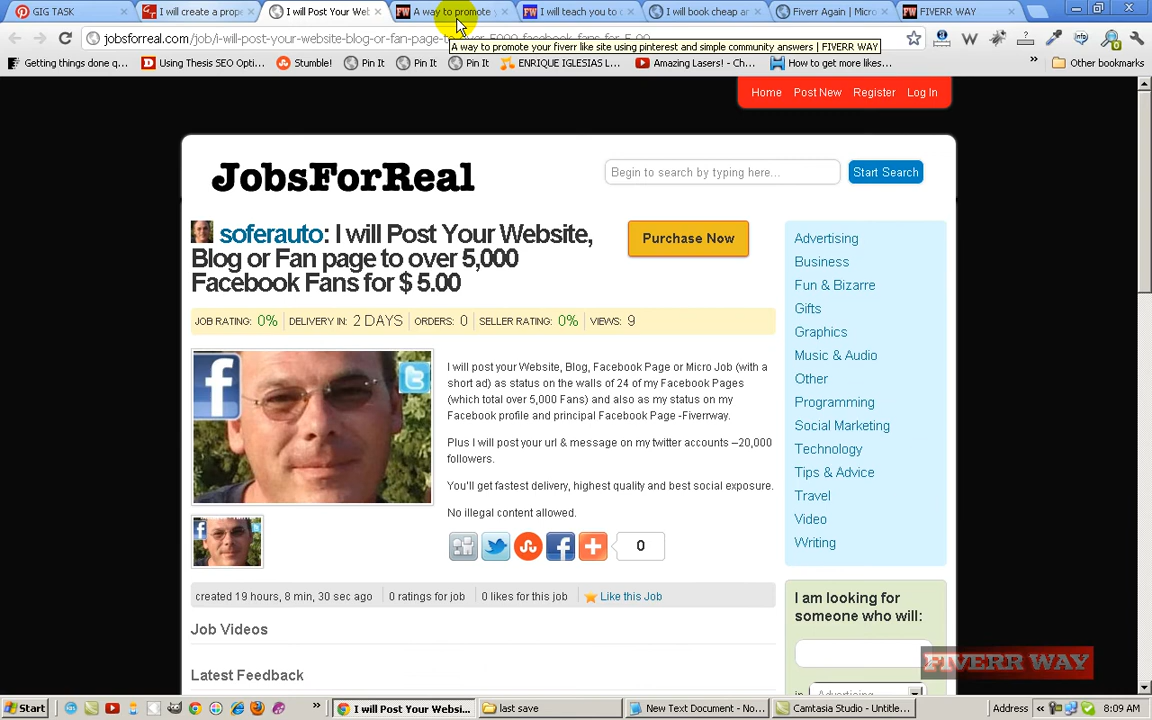 GIG TASK
I will create a prope
I will Post Your Web
A way to promote y
I will teach you to c
I will book cheap ar
Fiverr Again | Micro
FIVERR WAY
jobsforreal.com/job/i-will-post-your-website-blog-or-fan-page-to-over-5000-facebook-fans-for-5-00
A way to promote your fiverr like site using pinterest and simple community answers | FIVERR WAY
Getting things done q...
Using Thesis SEO Opti...
Stumble!
Pin It
Pin It
Pin It
ENRIQUE IGLESIAS L...
Amazing Lasers! - Ch...
How to get more likes...
»
Other bookmarks
Home Post New Register Log In
JobsForReal
Begin to search by typing here...
Start Search
soferauto: I will Post Your Website,
Blog or Fan page to over 5,000
Facebook Fans for $ 5.00
Purchase Now
JOB RATING: 0% DELIVERY IN: 2 DAYS ORDERS: 0 SELLER RATING: 0% VIEWS: 9
I will post your Website, Blog, Facebook Page or Micro Job (with a
short ad) as status on the walls of 24 of my Facebook Pages
(which total over 5,000 Fans) and also as my status on my
Facebook profile and principal Facebook Page -Fiverrway.
Plus I will post your url & message on my twitter accounts –20,000
followers.
You'll get fastest delivery, highest quality and best social exposure.
No illegal content allowed.
0
created 19 hours, 8 min, 30 sec ago 0 ratings for job 0 likes for this job Like this Job
Job Videos
Latest Feedback
Advertising
Business
Fun & Bizarre
Gifts
Graphics
Music & Audio
Other
Programming
Social Marketing
Technology
Tips & Advice
Travel
Video
Writing
I am looking for
someone who will:
in Advertising
FIVERR WAY
Start
»
I will Post Your Websi...
last save
New Text Document - No...
Camtasia Studio - Untitle...
Address
«
8:09 AM